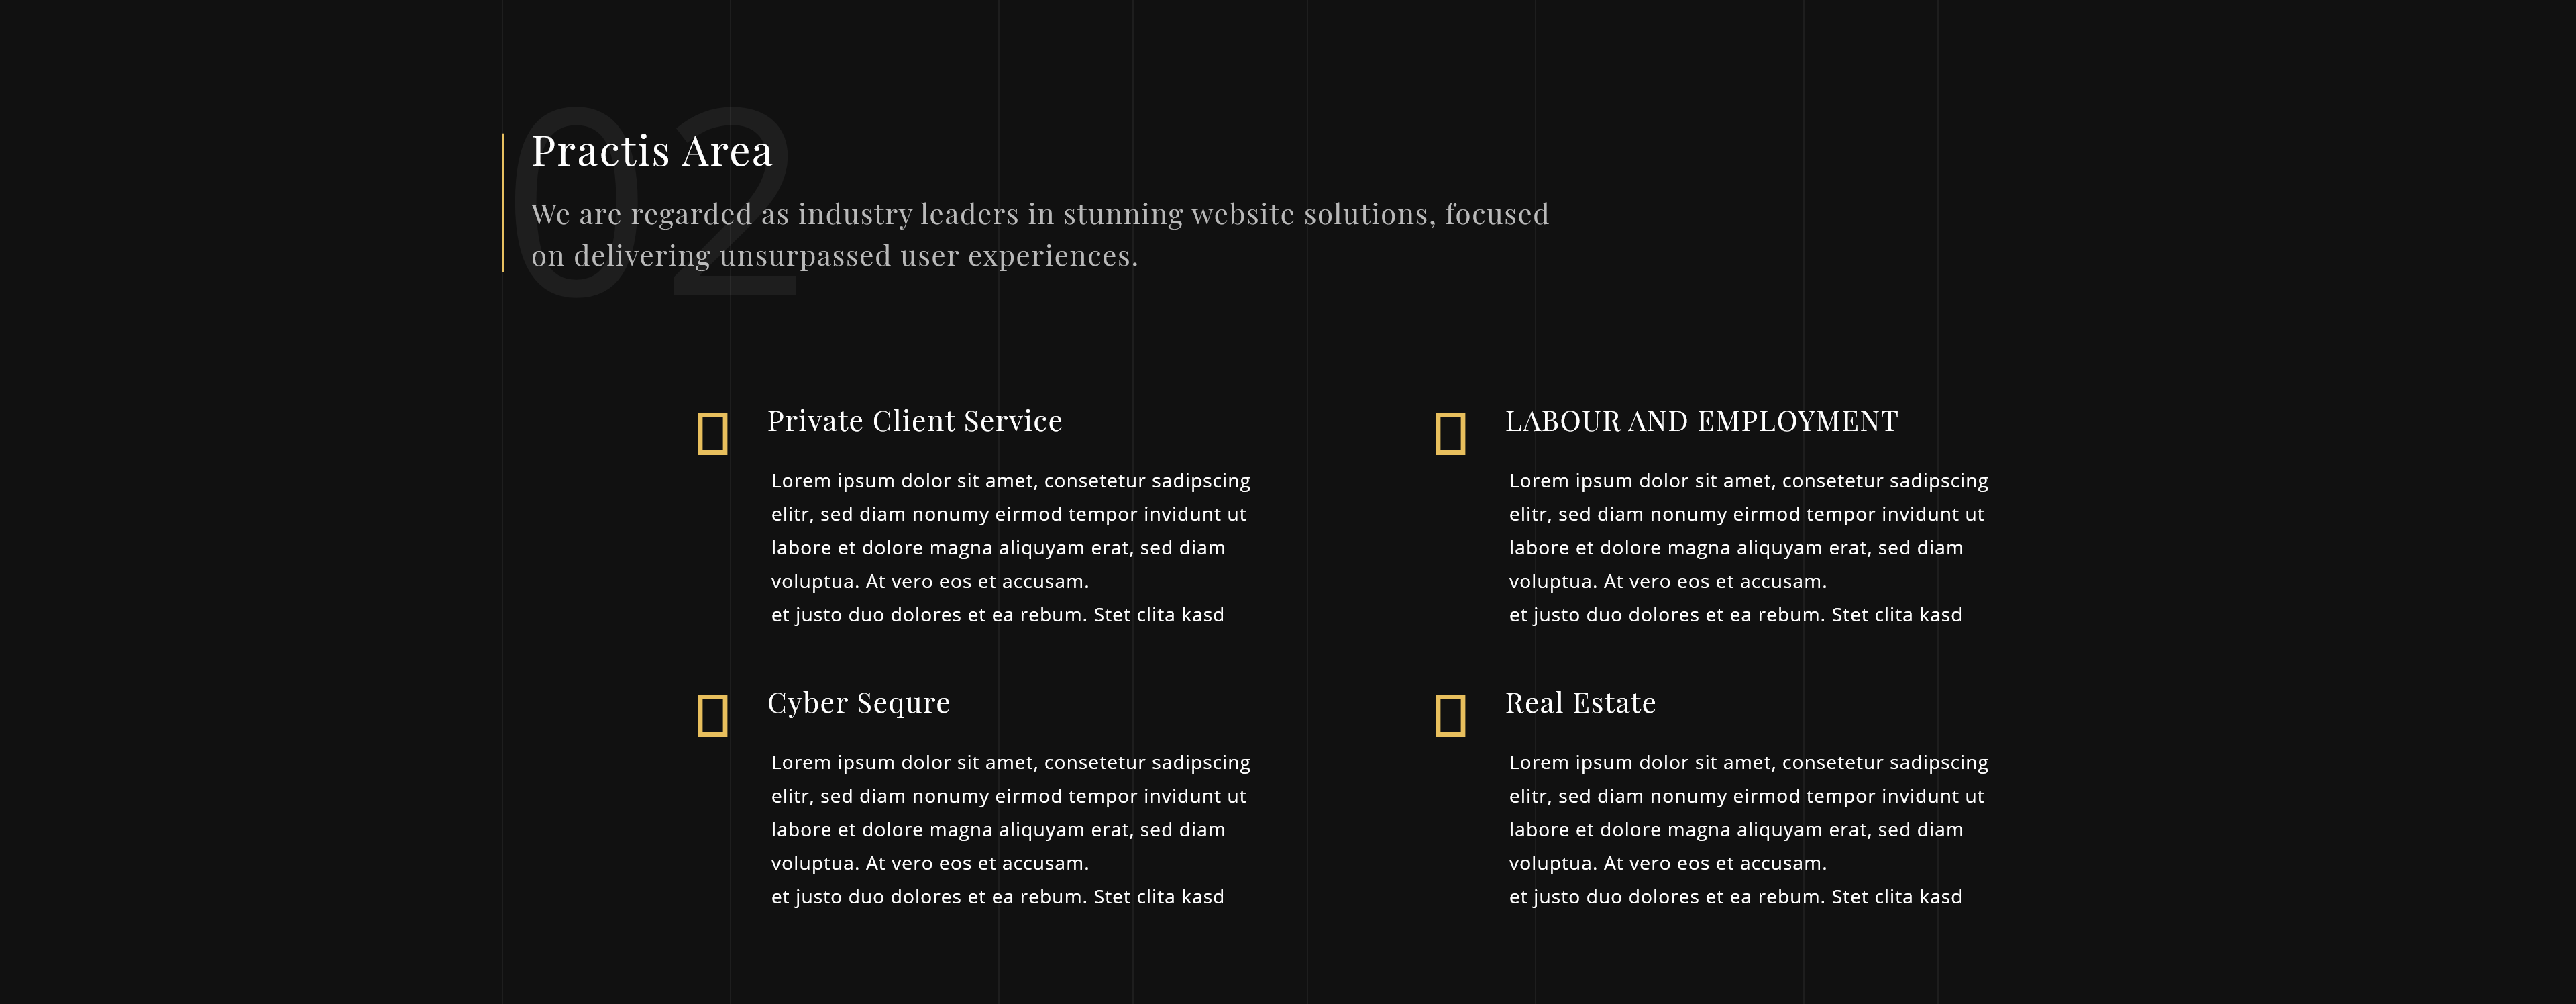 02
Practis Area
We are regarded as industry leaders in stunning website solutions, focused
on delivering unsurpassed user experiences.
Private Client Service
Lorem ipsum dolor sit amet, consetetur sadipscing
elitr, sed diam nonumy eirmod tempor invidunt ut
labore et dolore magna aliquyam erat, sed diam
voluptua. At vero eos et accusam.
et justo duo dolores et ea rebum. Stet clita kasd
LABOUR AND EMPLOYMENT
Lorem ipsum dolor sit amet, consetetur sadipscing
elitr, sed diam nonumy eirmod tempor invidunt ut
labore et dolore magna aliquyam erat, sed diam
voluptua. At vero eos et accusam.
et justo duo dolores et ea rebum. Stet clita kasd
Cyber Sequre
Lorem ipsum dolor sit amet, consetetur sadipscing
elitr, sed diam nonumy eirmod tempor invidunt ut
labore et dolore magna aliquyam erat, sed diam
voluptua. At vero eos et accusam.
et justo duo dolores et ea rebum. Stet clita kasd
Real Estate
Lorem ipsum dolor sit amet, consetetur sadipscing
elitr, sed diam nonumy eirmod tempor invidunt ut
labore et dolore magna aliquyam erat, sed diam
voluptua. At vero eos et accusam.
et justo duo dolores et ea rebum. Stet clita kasd